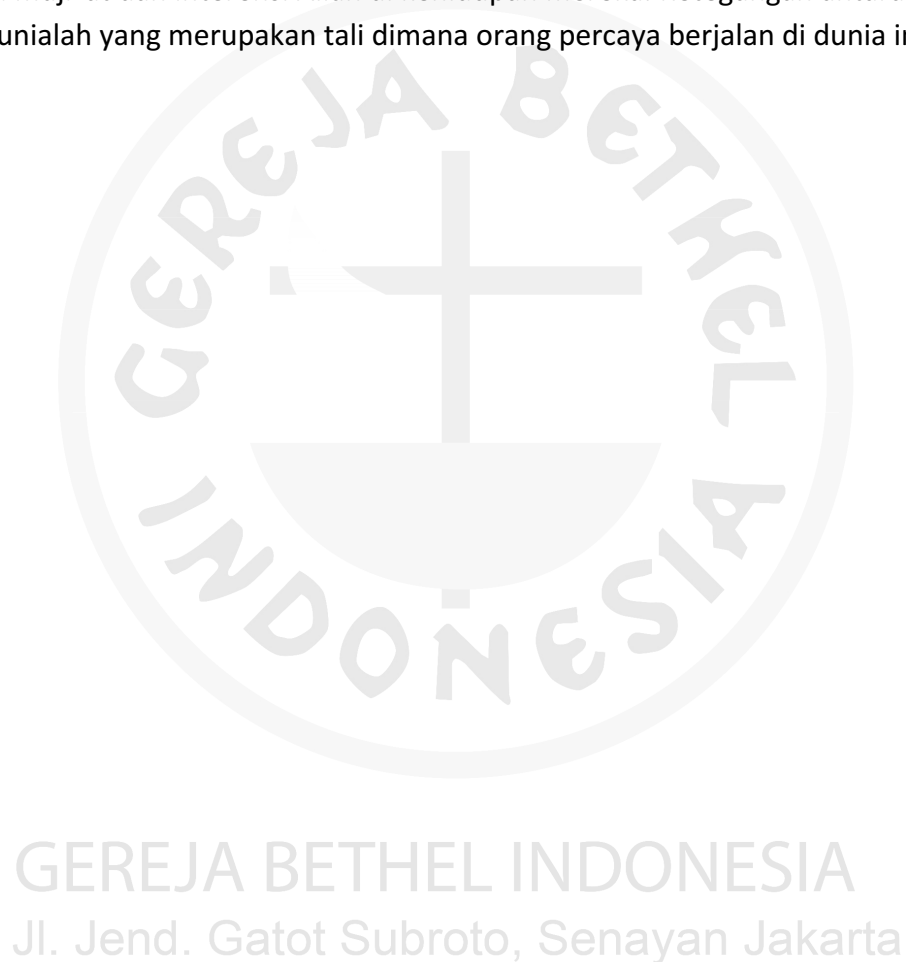 unialah yang merupakan tali dimana orang percaya berjalan di dunia
GEREJA BETHEL
INDONESIA
GEREJA BETHEL INDONESIA
Jl. Jend. Gatot Subroto, Senayan Jakarta